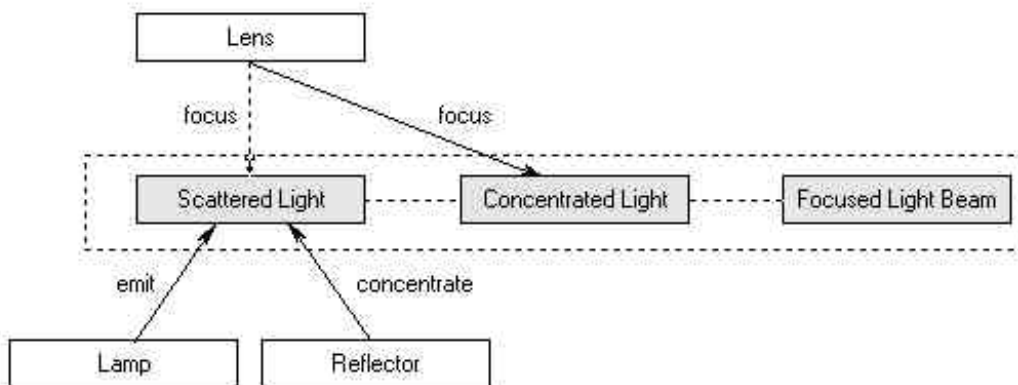 Lens
focus
focus
Scattered Light
Concentrated Light
Focused Light Beam
emit
concentrate
Lamp
Reflector